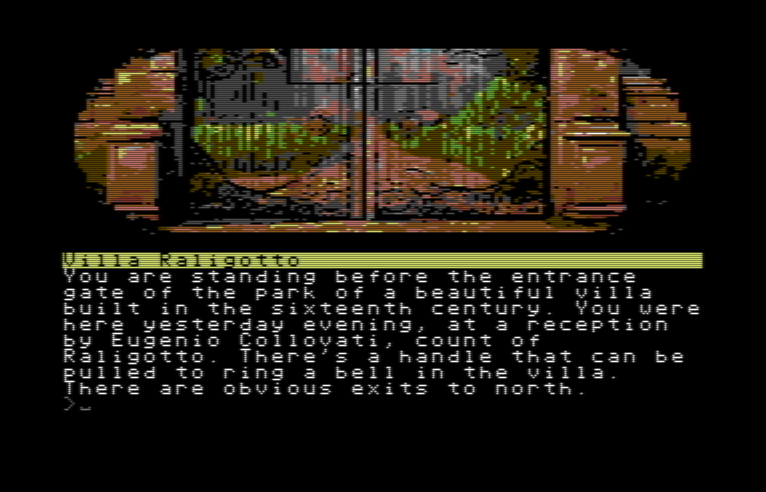 Villa Raligotto
You are standing before the entrance
gate of the park of a beautiful villa
built in the sixteenth century. You were
here yesterday evening, at a reception
by Eugenio Collovati, count of
Raligotto. There's a handle that can be
pulled to ring a bell in the villa.
There are obvious exits to north.
>_